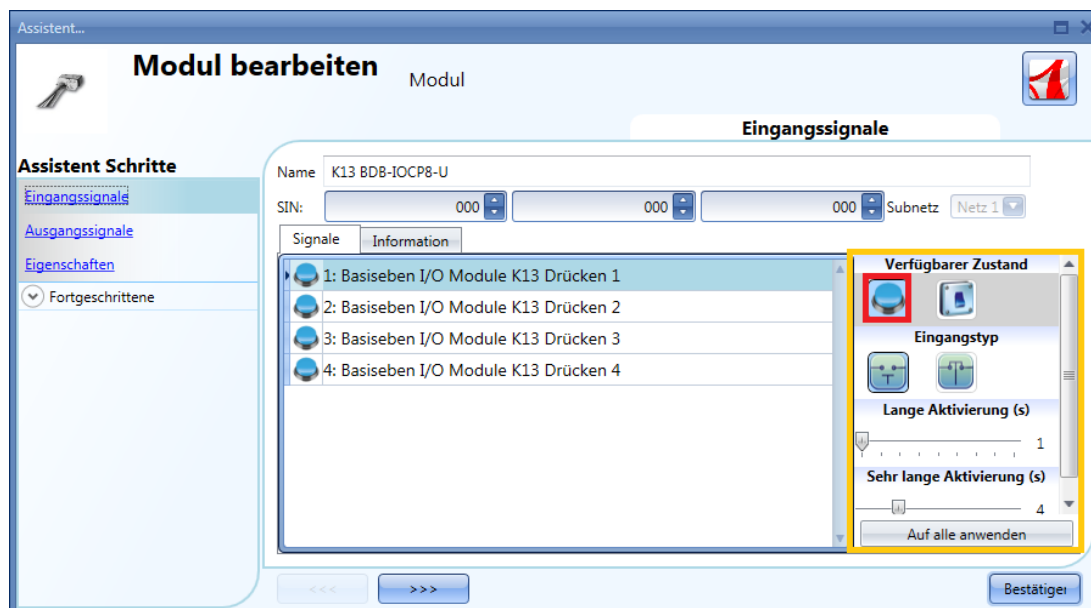 Assistent...
Modul bearbeiten
Modul
Eingangssignale
Assistent Schritte
Eingangssignale
Ausgangssignale
Eigenschaften
Fortgeschrittene
Name K13 BDB-IOCP8-U
SIN: 000 000 000 Subnetz Netz 1
Signale Information
1: Basiseben I/O Module K13 Drücken 1
2: Basiseben I/O Module K13 Drücken 2
3: Basiseben I/O Module K13 Drücken 3
4: Basiseben I/O Module K13 Drücken 4
Verfügbarer Zustand
Eingangstyp
Lange Aktivierung (s)
1
Sehr lange Aktivierung (s)
4
Auf alle anwenden
<<< >>> Bestätiger